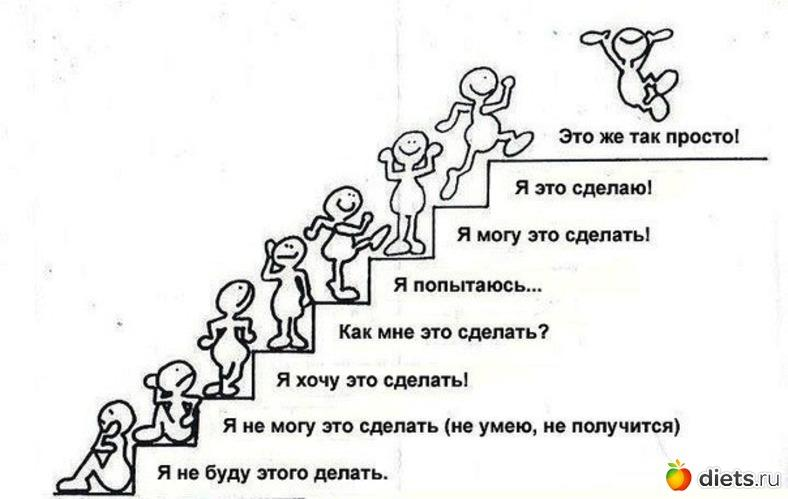 Это же так просто!
Я это сделаю!
Я могу это сделать!
Я попытаюсь...
Как мне это сделать?
Я хочу это сделать!
Я не могу это сделать (не умею, не получится)
Я не буду этого делать.
diets.ru